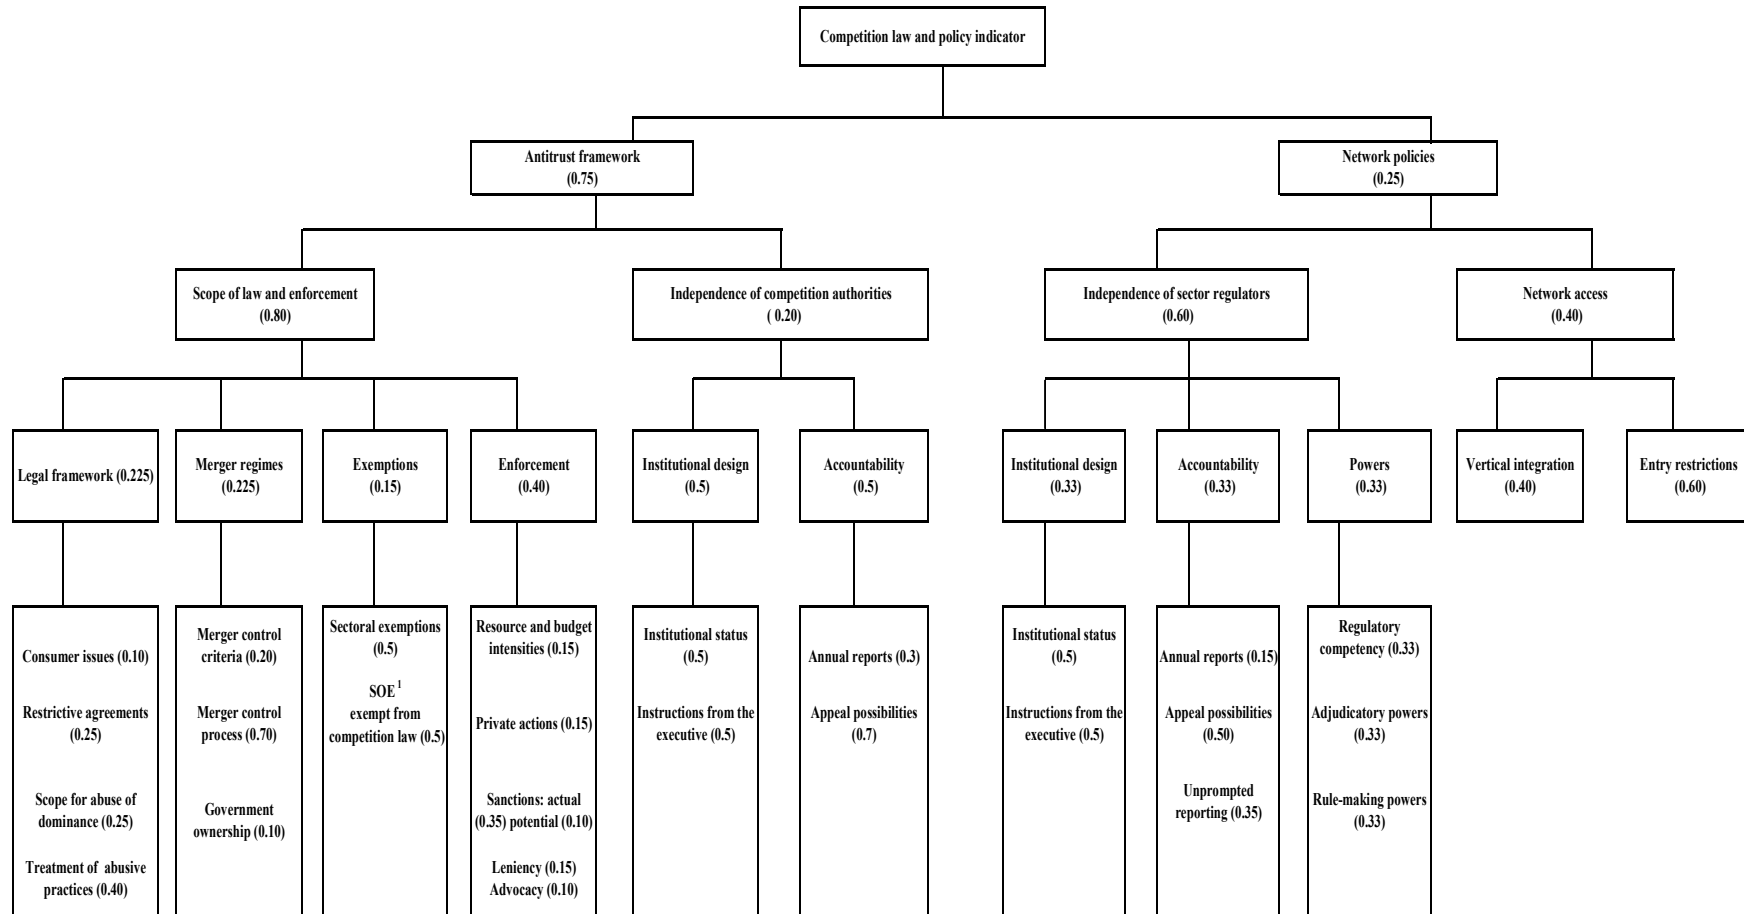 Competition law and policy indicator
Antitrust framework
(0.75)
Network policies
(0.25)
Scope of law and enforcement
(0.80)
Independence of competition authorities
( 0.20)
Independence of sector regulators
(0.60)
Network access
(0.40)
Legal framework (0.225)
Merger regimes
(0.225)
Exemptions
(0.15)
Enforcement
(0.40)
Institutional design
(0.5)
Accountability
(0.5)
Institutional design
(0.33)
Accountability
(0.33)
Powers
(0.33)
Vertical integration
(0.40)
Entry restrictions
(0.60)
Consumer issues (0.10)
Restrictive agreements
(0.25)
Scope for abuse of
dominance (0.25)
Treatment of abusive
practices (0.40)
Merger control
criteria (0.20)
Merger control
process (0.70)
Government
ownership (0.10)
Sectoral exemptions
(0.5)
SOE 1
exempt from
competition law (0.5)
Resource and budget
intensities (0.15)
Private actions (0.15)
Sanctions: actual
(0.35) potential (0.10)
Leniency (0.15)
Advocacy (0.10)
Institutional status
(0.5)
Instructions from the
executive (0.5)
Annual reports (0.3)
Appeal possibilities
(0.7)
Institutional status
(0.5)
Instructions from the
executive (0.5)
Annual reports (0.15)
Appeal possibilities
(0.50)
Unprompted
reporting (0.35)
Regulatory
competency (0.33)
Adjudicatory powers
(0.33)
Rule-making powers
(0.33)